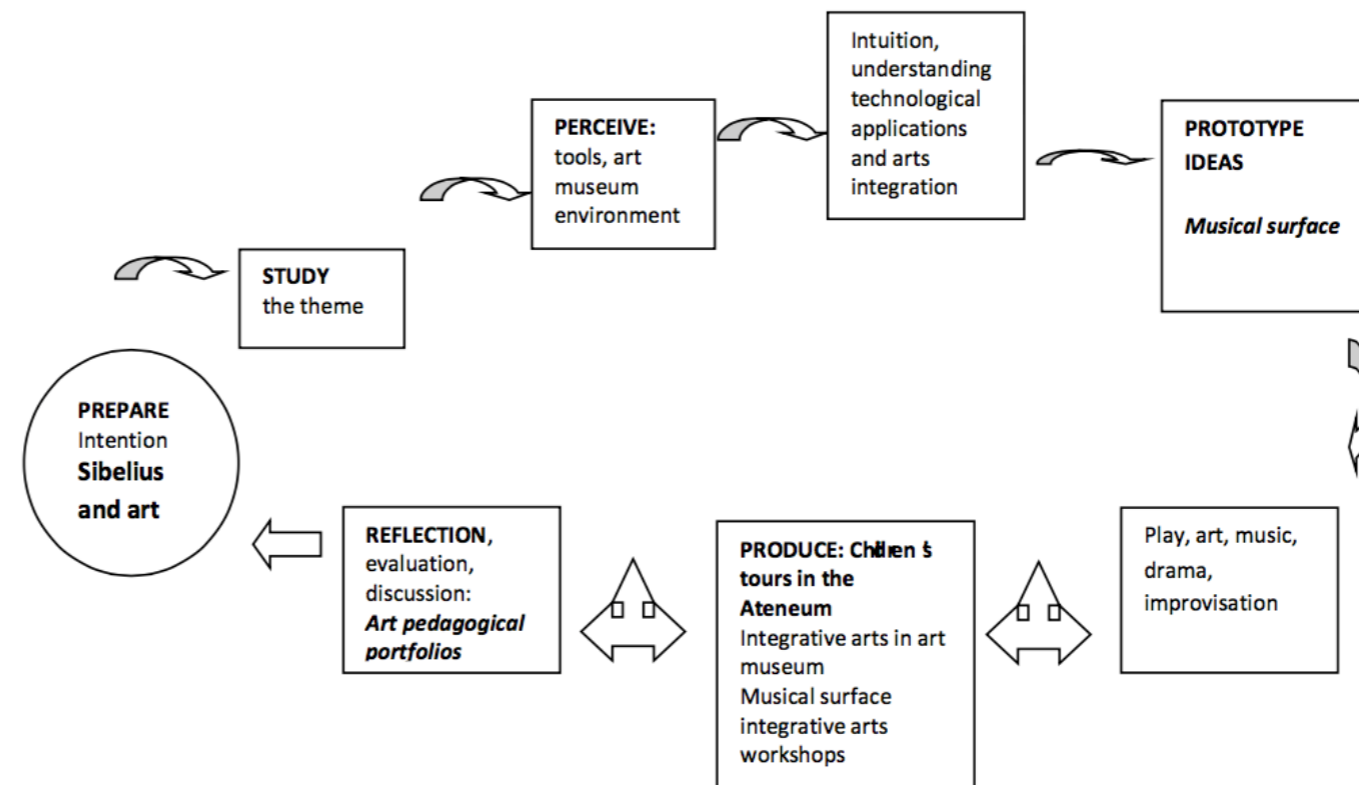 Intuition,
understanding
technological
applications
and arts
integration
PERCEIVE:
tools, art
museum
environment
PROTOTYPE
IDEAS
Musical surface
STUDY
the theme
PREPARE
Intention
Sibelius
and art
REFLECTION,
evaluation,
discussion:
Art pedagogical
portfolios
PRODUCE: Children's
tours in the
Ateneum
Integrative arts in art
museum
Musical surface
integrative arts
workshops
Play, art, music,
drama,
improvisation